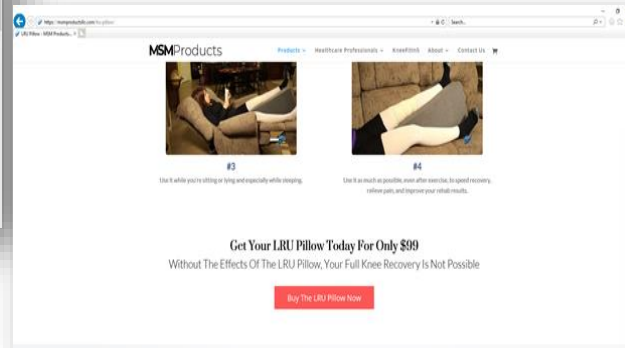 LRU Pillow - MSM Products...
Search...
MSMProducts
Products
Healthcare Professionals
KneeFitInfi
About
Contact Us
#3
Use it while you're sitting or lying and especially while sleeping.
#4
Use it as much as possible, even after exercise, to speed recovery,
relieve pain, and improve your rehab results.
Get Your LRU Pillow Today For Only $99
Without The Effects Of The LRU Pillow, Your Full Knee Recovery Is Not Possible
Buy The LRU Pillow Now